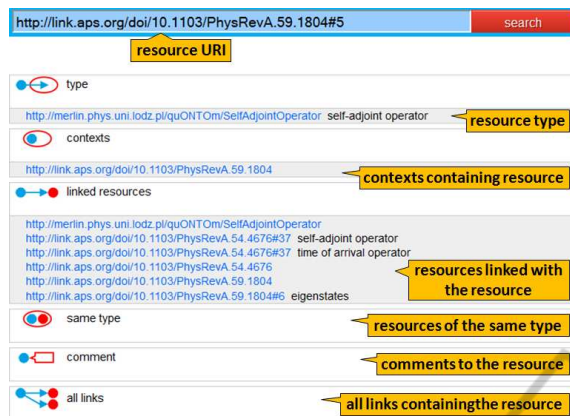 http://link.aps.org/doi/10.1103/PhysRevA.59.1804#5 search
resource URI
type
http://merlin.phys.uni.lodz.pl/quONTOm/SelfAdjointOperator self-adjoint operator
resource type
contexts
http://link.aps.org/doi/10.1103/PhysRevA.59.1804
contexts containing resource
linked resources
http://merlin.phys.uni.lodz.pl/quONTOm/SelfAdjointOperator
http://link.aps.org/doi/10.1103/PhysRevA.54.4676#37 self-adjoint operator
http://link.aps.org/doi/10.1103/PhysRevA.54.4676#37 time of arrival operator
http://link.aps.org/doi/10.1103/PhysRevA.54.4676
http://link.aps.org/doi/10.1103/PhysRevA.59.1804
http://link.aps.org/doi/10.1103/PhysRevA.59.1804#6 eigenstates
resources linked with
the resource
same type
resources of the same type
comment
comments to the resource
all links
all links containingthe resource